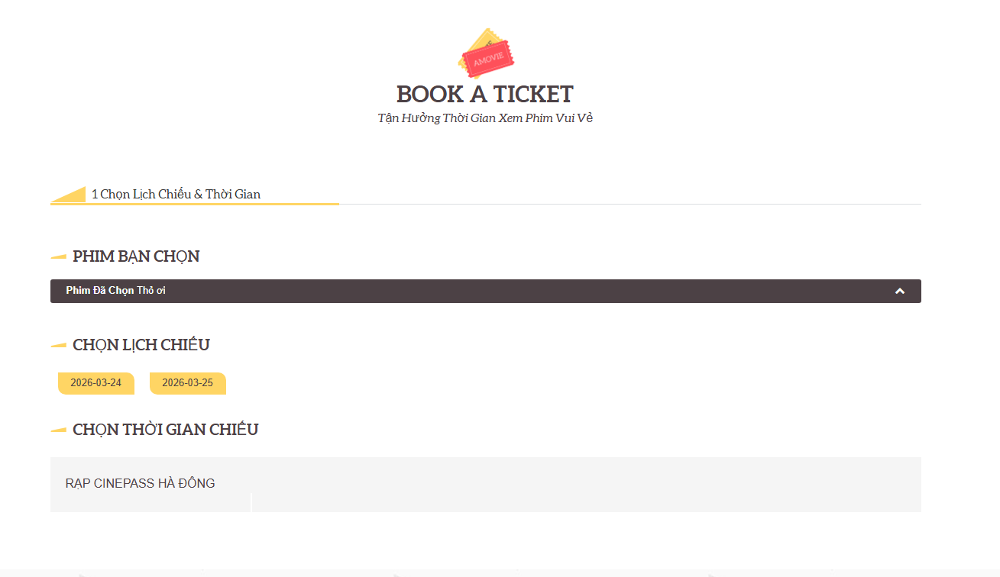 AMOVIE
BOOK A TICKET
Tận Hưởng Thời Gian Xem Phim Vui Vẻ
1 Chọn Lịch Chiếu & Thời Gian
PHIM BẠN CHỌN
Phim Đã Chọn Thỏ ơi
CHỌN LỊCH CHIẾU
2026-03-24 2026-03-25
CHỌN THỜI GIAN CHIẾU
RẠP CINEPASS HÀ ĐÔNG